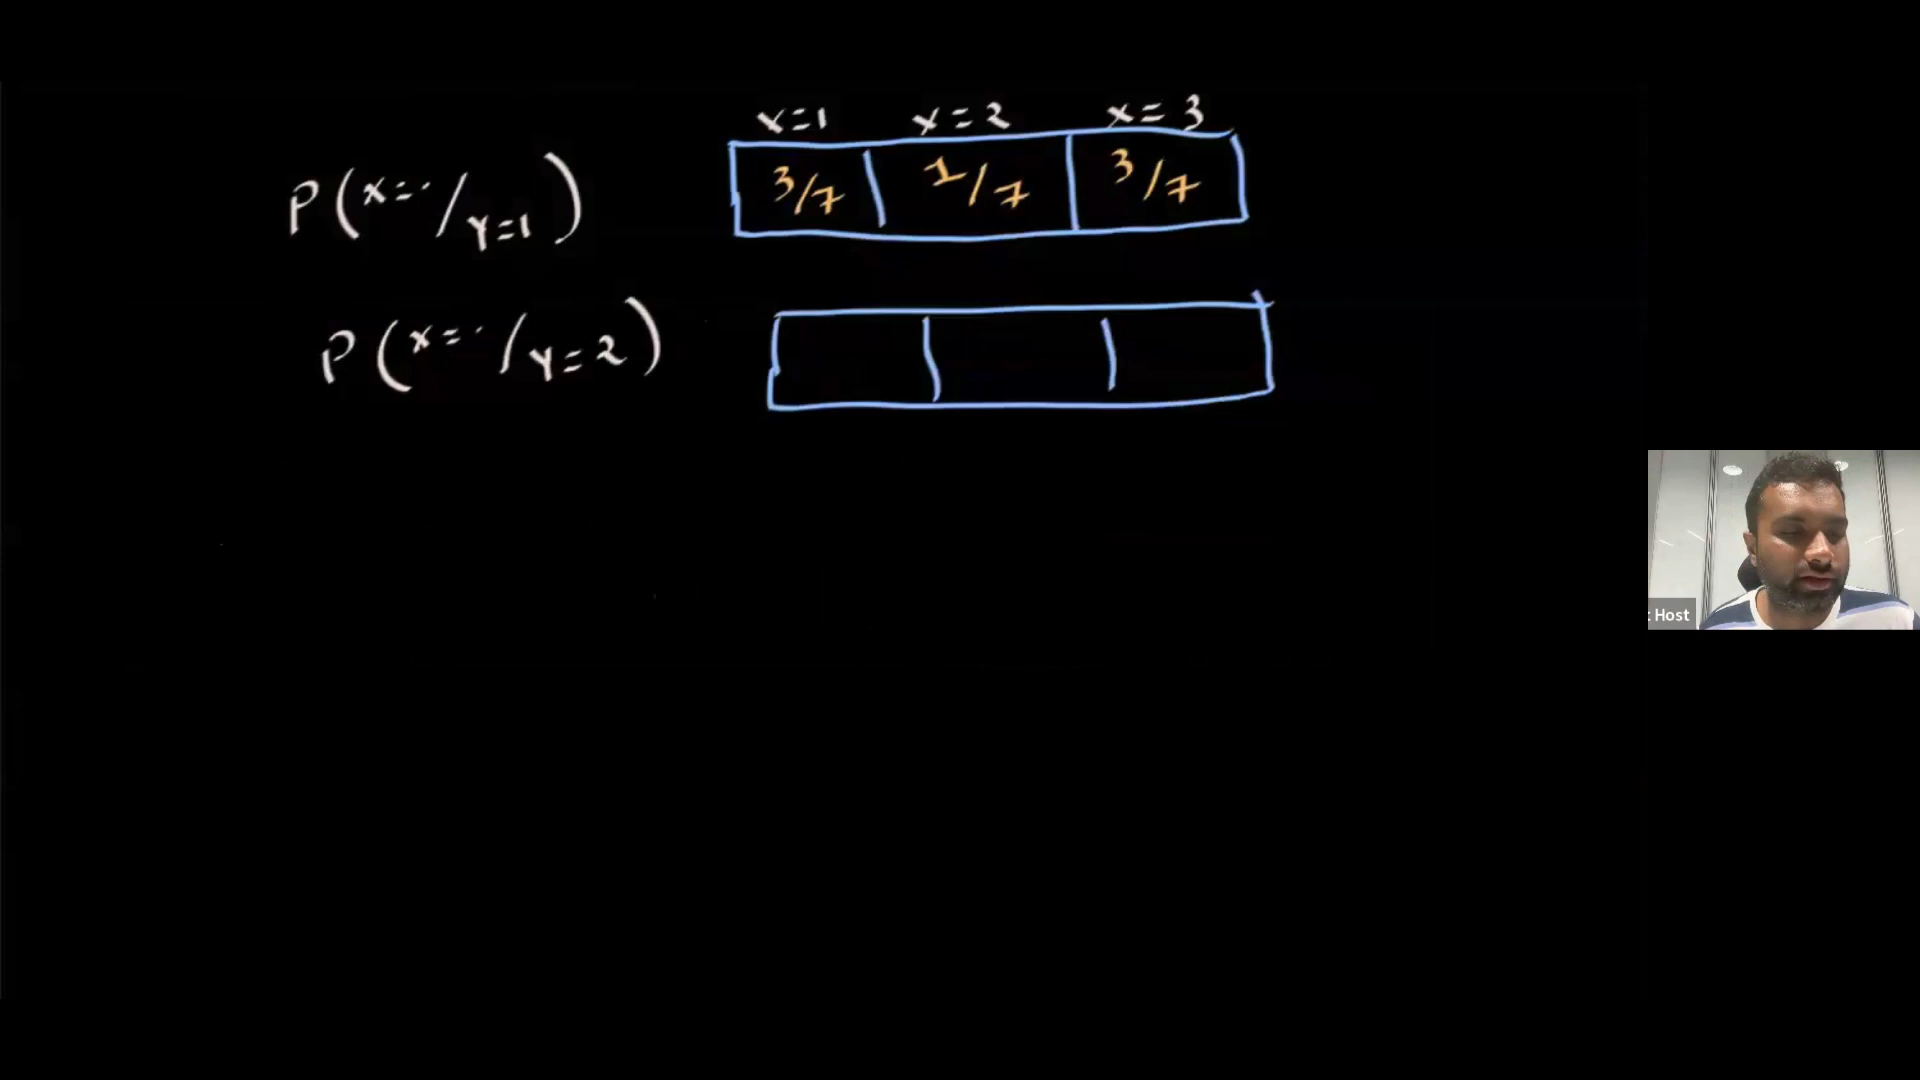 x=1 x=2 x=3
P(x=·/y=1) 3/7 1/7 3/7
P(x=·/y=2)
Host